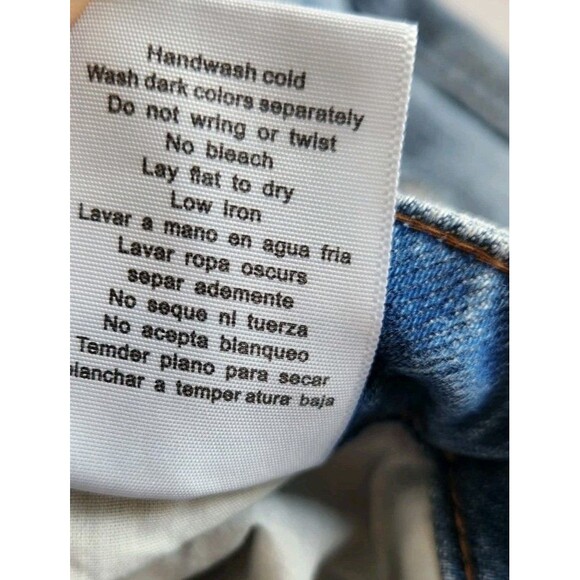 Handwash cold
Wash dark colors separately
Do not wring or twist
No bleach
Lay flat to dry
Low iron
Lavar a mano en agua fria
Lavar ropa oscurs
separ ademente
No seque ni tuerza
No acepta blanqueo
Temder plano para secar
planchar a temper atura baja